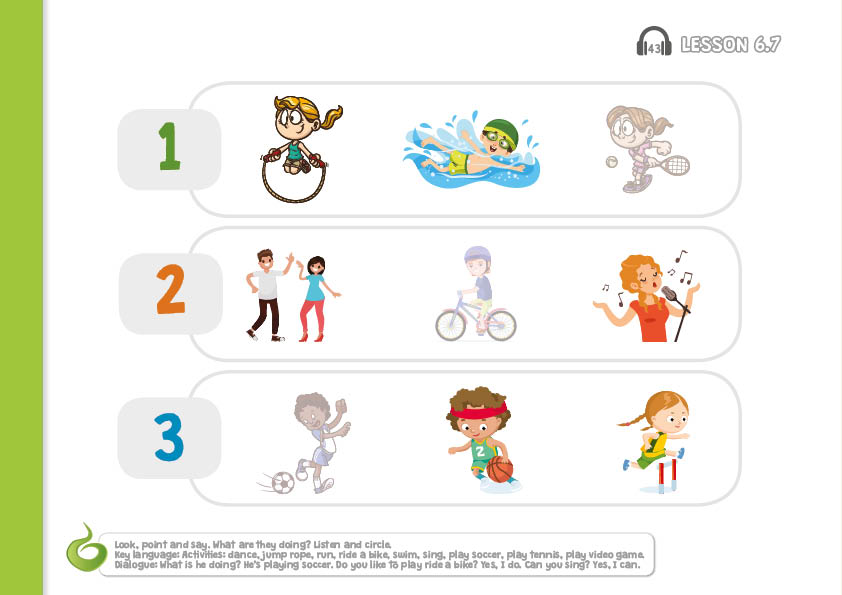 43 LESSON 6.7
1
2
2
3
Look, point and say. What are they doing? Listen and circle.
Key language: Activities: dance, jump rope, run, ride a bike, swim, sing, play soccer, play tennis, play video game.
Dialogue: What is he doing? He's playing soccer. Do you like to play ride a bike? Yes, I do. Can you sing? Yes, I can.